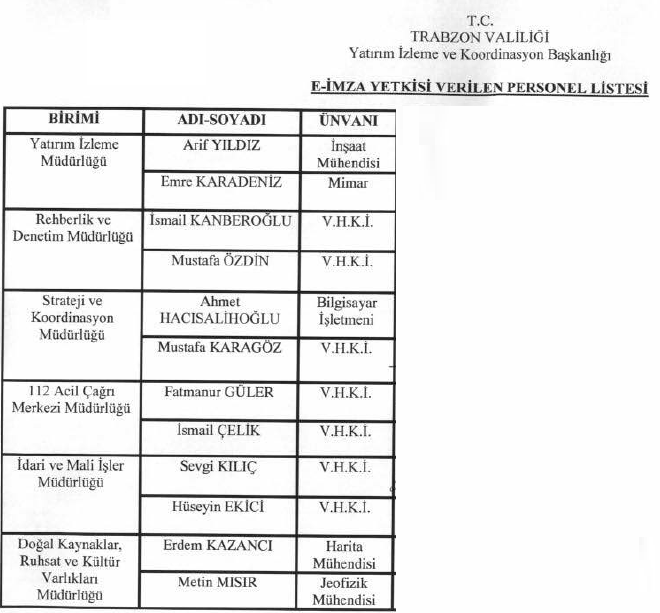 T.C.
TRABZON VALİLİĞİ
Yatırım İzleme ve Koordinasyon Başkanlığı
E-İMZA YETKİSİ VERİLEN PERSONEL LİSTESİ
BİRİMİ ADI-SOYADI ÜNVANI
Yatırım İzleme
Müdürlüğü
Arif YILDIZ
İnşaat
Mühendisi
Emre KARADENİZ
Mimar
Rehberlik ve
Denetim Müdürlüğü
İsmail KANBEROĞLU
V.H.K.İ.
Mustafa ÖZDİN
V.H.K.İ.
Strateji ve
Koordinasyon
Müdürlüğü
Ahmet
HACISALİHOĞLU
Bilgisayar
İşletmeni
Mustafa KARAGÖZ
V.H.K.İ.
112 Acil Çağrı
Merkezi Müdürlüğü
Fatmanur GÜLER
V.H.K.İ.
İsmail ÇELİK
V.H.K.İ.
İdari ve Mali İşler
Müdürlüğü
Sevgi KILIÇ
V.H.K.İ.
Hüseyin EKİCİ
V.H.K.İ.
Doğal Kaynaklar,
Ruhsat ve Kültür
Varlıkları
Müdürlüğü
Erdem KAZANCI
Harita
Mühendisi
Metin MISIR
Jeofizik
Mühendisi